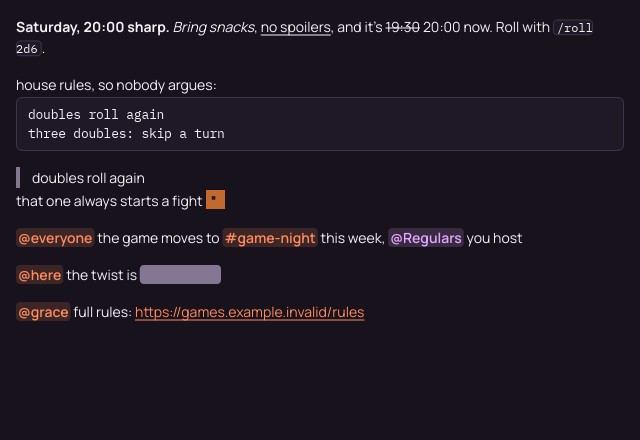 Saturday, 20:00 sharp. Bring snacks, no spoilers, and it's 19:30 20:00 now. Roll with /roll
2d6.
house rules, so nobody argues:
doubles roll again
three doubles: skip a turn
doubles roll again
that one always starts a fight
@everyone the game moves to #game-night this week, @Regulars you host
@here the twist is
@grace full rules: https://games.example.invalid/rules